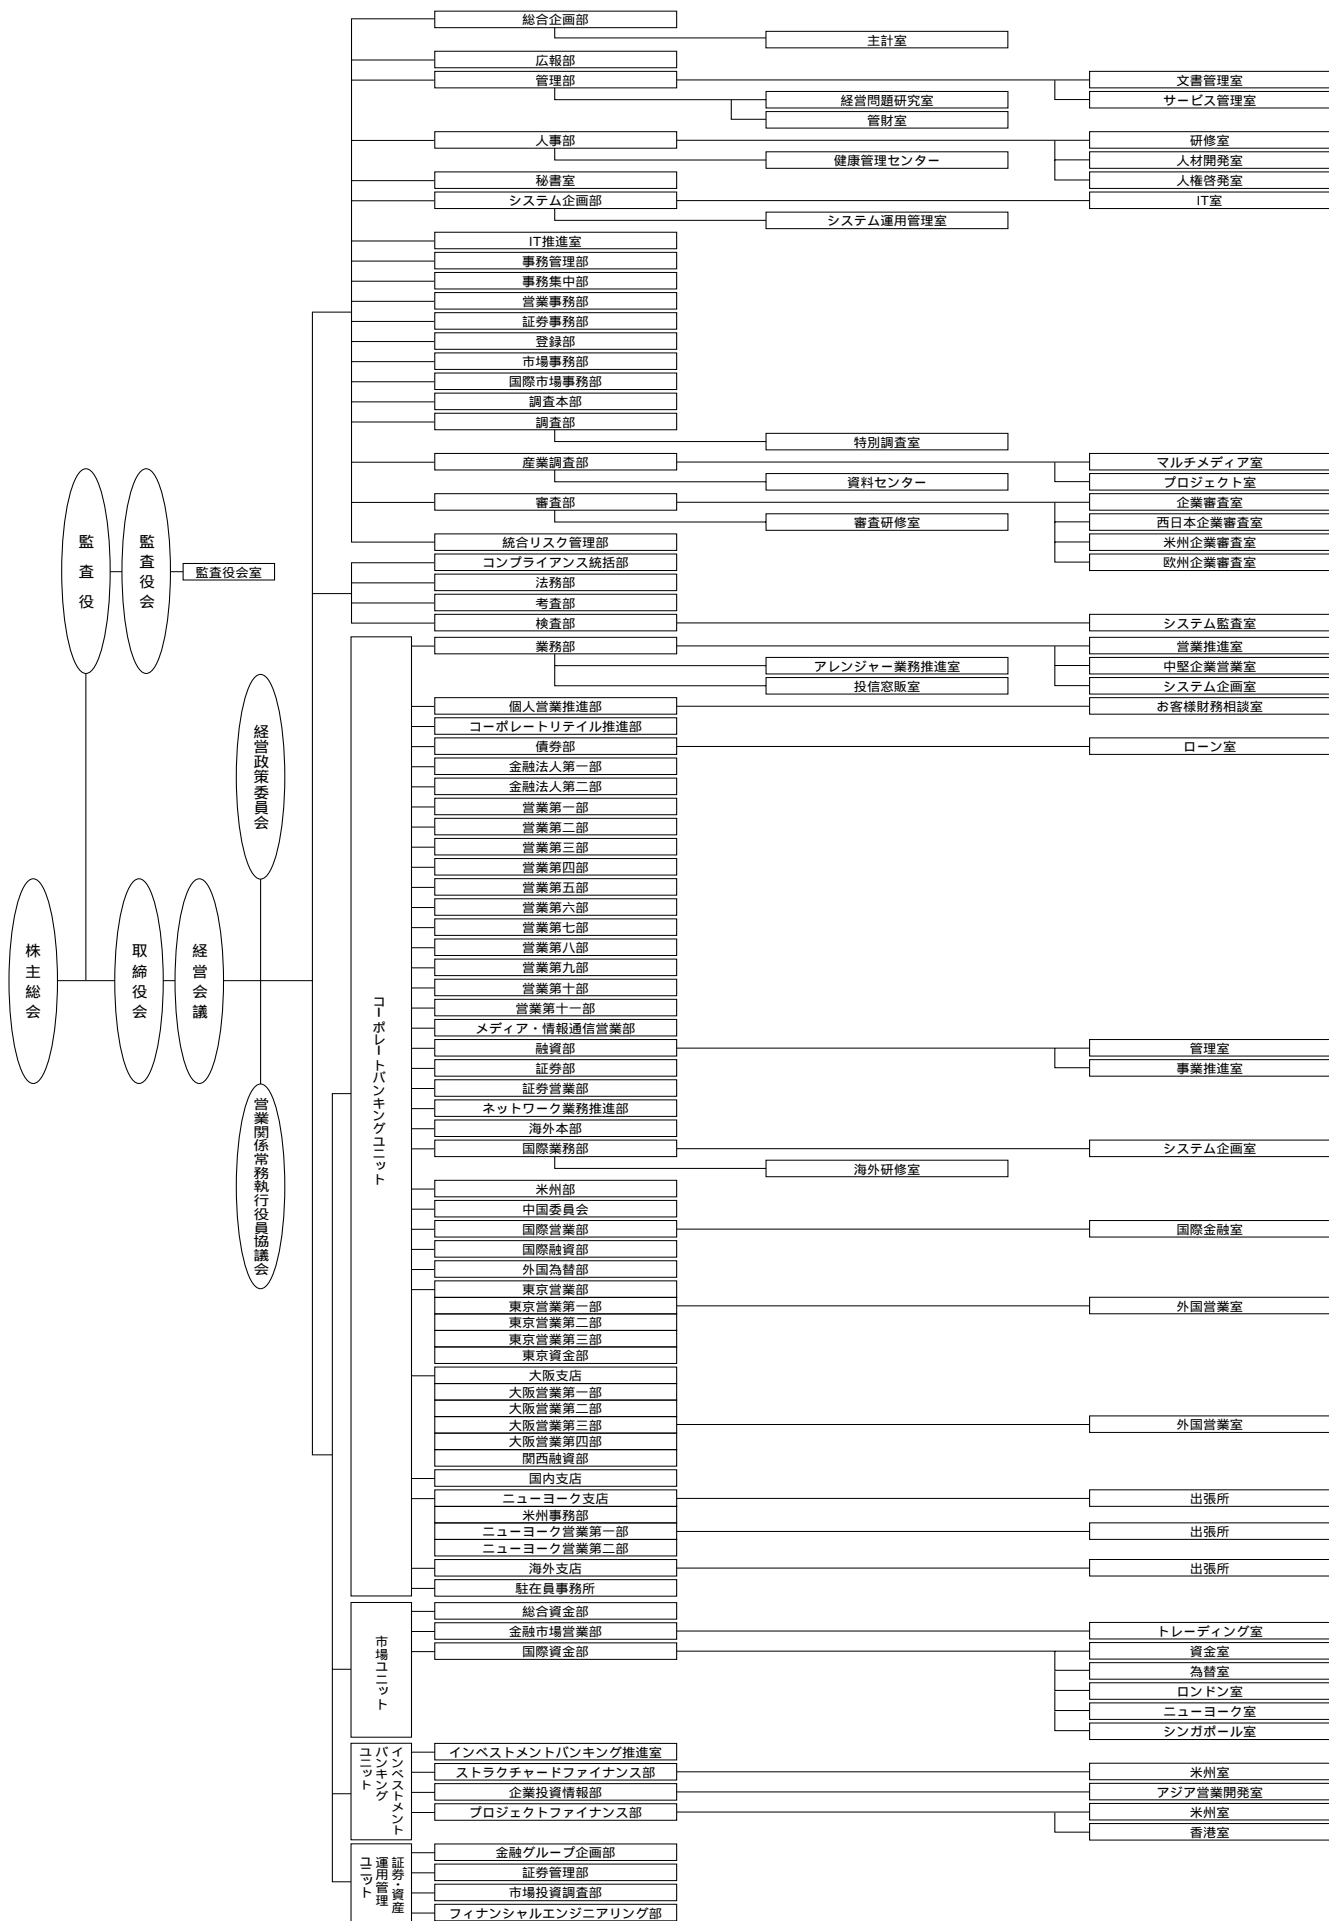 株主総会
監査役
監査役会
監査役会室
取締役会
経営会議
経営政策委員会
営業関係常務執行役員協議会
総合企画部
主計室
広報部
管理部
文書管理室
経営問題研究室
サービス管理室
管財室
人事部
研修室
健康管理センター
人材開発室
秘書室
人権啓発室
システム企画部
IT室
システム運用管理室
IT推進室
事務管理部
事務集中部
営業事務部
証券事務部
登録部
市場事務部
国際市場事務部
調査本部
調査部
特別調査室
産業調査部
マルチメディア室
資料センター
プロジェクト室
審査部
企業審査室
審査研修室
西日本企業審査室
統合リスク管理部
米州企業審査室
コンプライアンス統括部
欧州企業審査室
法務部
考査部
検査部
システム監査室
コーポレートバンキングユニット
業務部
営業推進室
アレンジャー業務推進室
中堅企業営業室
投信窓販室
システム企画室
個人営業推進部
お客様財務相談室
コーポレートリテイル推進部
債券部
ローン室
金融法人第一部
金融法人第二部
営業第一部
営業第二部
営業第三部
営業第四部
営業第五部
営業第六部
営業第七部
営業第八部
営業第九部
営業第十部
営業第十一部
メディア・情報通信営業部
融資部
管理室
証券部
事業推進室
証券営業部
ネットワーク業務推進部
海外本部
国際業務部
システム企画室
海外研修室
米州部
中国委員会
国際営業部
国際金融室
国際融資部
外国為替部
東京営業部
東京営業第一部
外国営業室
東京営業第二部
東京営業第三部
東京資金部
大阪支店
大阪営業第一部
大阪営業第二部
大阪営業第三部
外国営業室
大阪営業第四部
関西融資部
国内支店
ニューヨーク支店
出張所
米州事務部
ニューヨーク営業第一部
出張所
ニューヨーク営業第二部
海外支店
出張所
駐在員事務所
市場ユニット
総合資金部
金融市場営業部
トレーディング室
国際資金部
資金室
為替室
ロンドン室
ニューヨーク室
シンガポール室
インベストメント
バンキング
ユニット
インベストメントバンキング推進室
ストラクチャードファイナンス部
米州室
企業投資情報部
アジア営業開発室
プロジェクトファイナンス部
米州室
香港室
証券・資産
運用管理
ユニット
金融グループ企画部
証券管理部
市場投資調査部
フィナンシャルエンジニアリング部